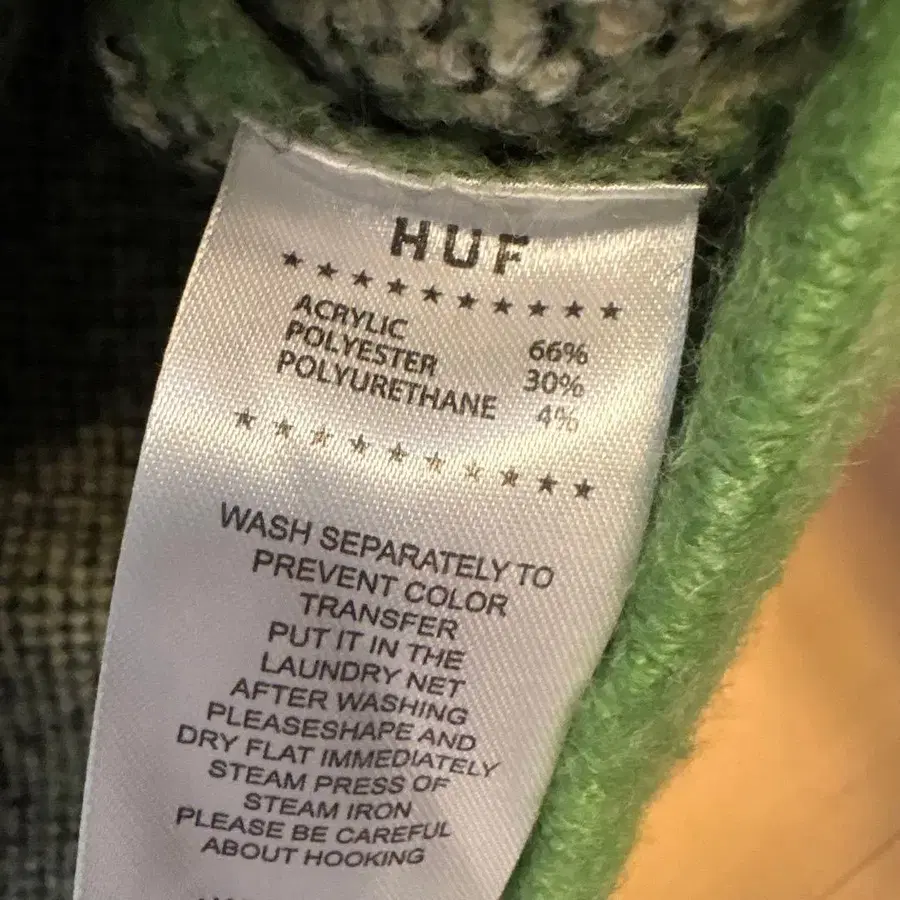 HUF
★★★★★★★★★★
ACRYLIC 66%
POLYESTER 30%
POLYURETHANE 4%
★★★★★★★★★★
WASH SEPARATELY TO
PREVENT COLOR
TRANSFER
PUT IT IN THE
LAUNDRY NET
AFTER WASHING
PLEASESHAPE AND
DRY FLAT IMMEDIATELY
STEAM PRESS OF
STEAM IRON
PLEASE BE CAREFUL
ABOUT HOOKING